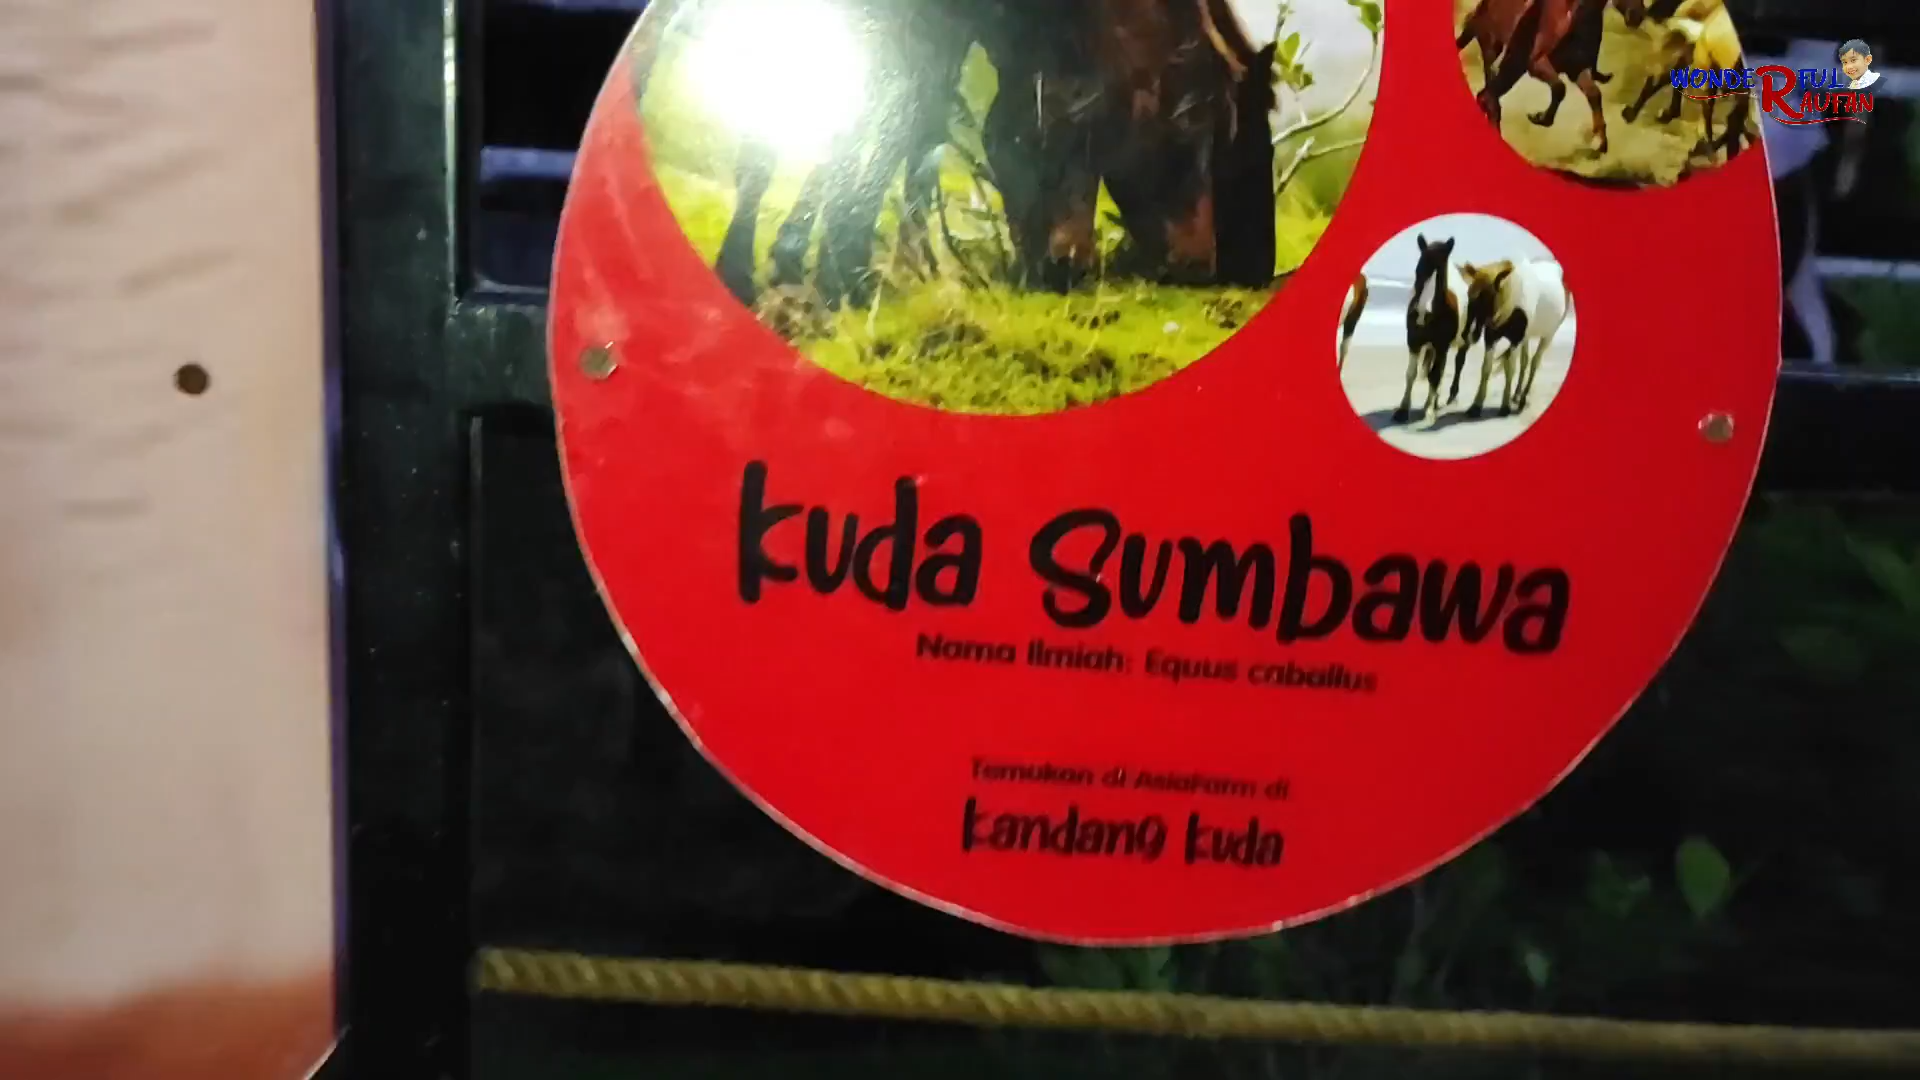 WONDERFUL
RAUFAN
kuda Sumbawa
Nama Ilmiah: Equus caballus
Temukan di AsiaFarm di:
kandang kuda